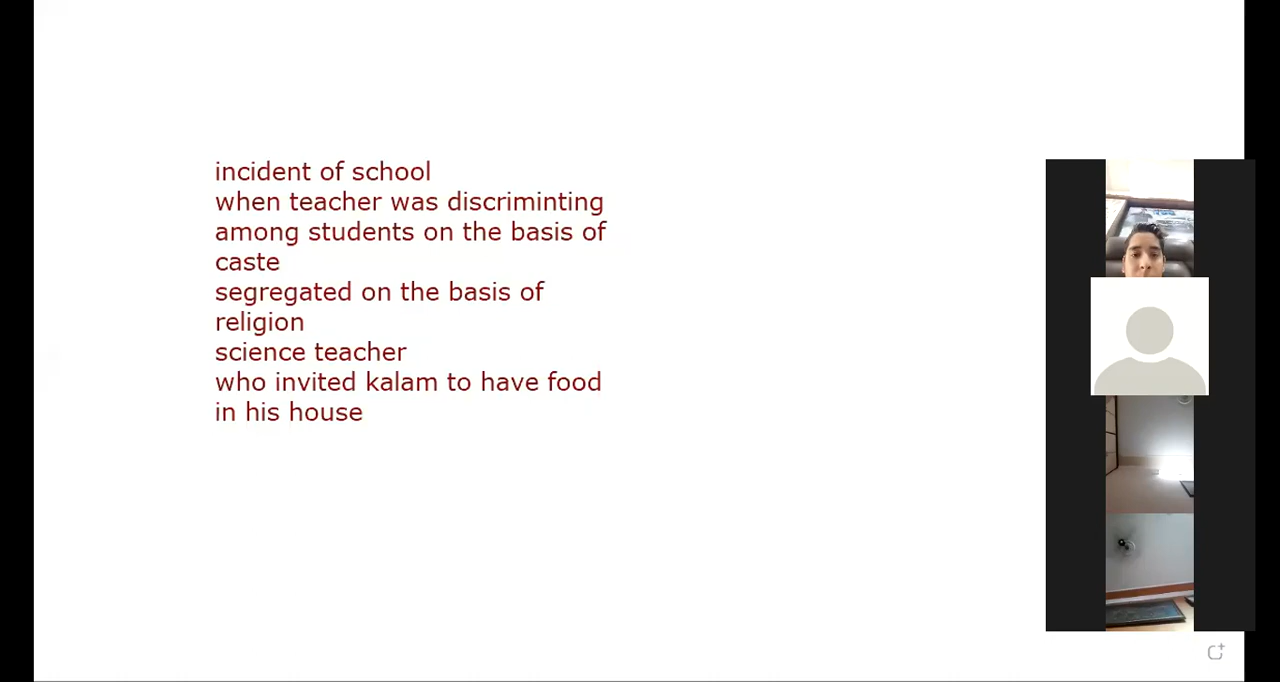 incident of school
when teacher was discriminting
among students on the basis of
caste
segregated on the basis of
religion
science teacher
who invited kalam to have food
in his house